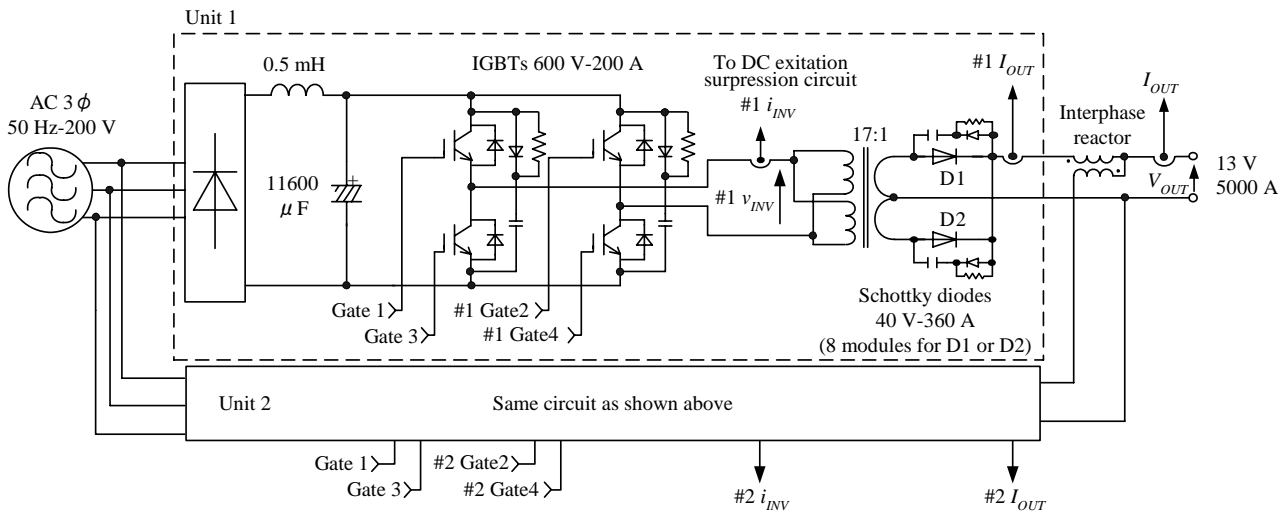 Unit 1
0.5 mH
IGBTs 600 V-200 A
To DC exitation
surpression circuit
#1 i_INV
#1 I_OUT
I_OUT
AC 3ϕ
50 Hz-200 V
Interphase
reactor
17:1
11600
μF
+
#1 v_INV
D1
D2
13 V
5000 A
V_OUT
Gate 1
Gate 3
#1 Gate2
#1 Gate4
Schottky diodes
40 V-360 A
(8 modules for D1 or D2)
Unit 2
Same circuit as shown above
Gate 1
Gate 3
#2 Gate2
#2 Gate4
#2 i_INV
#2 I_OUT